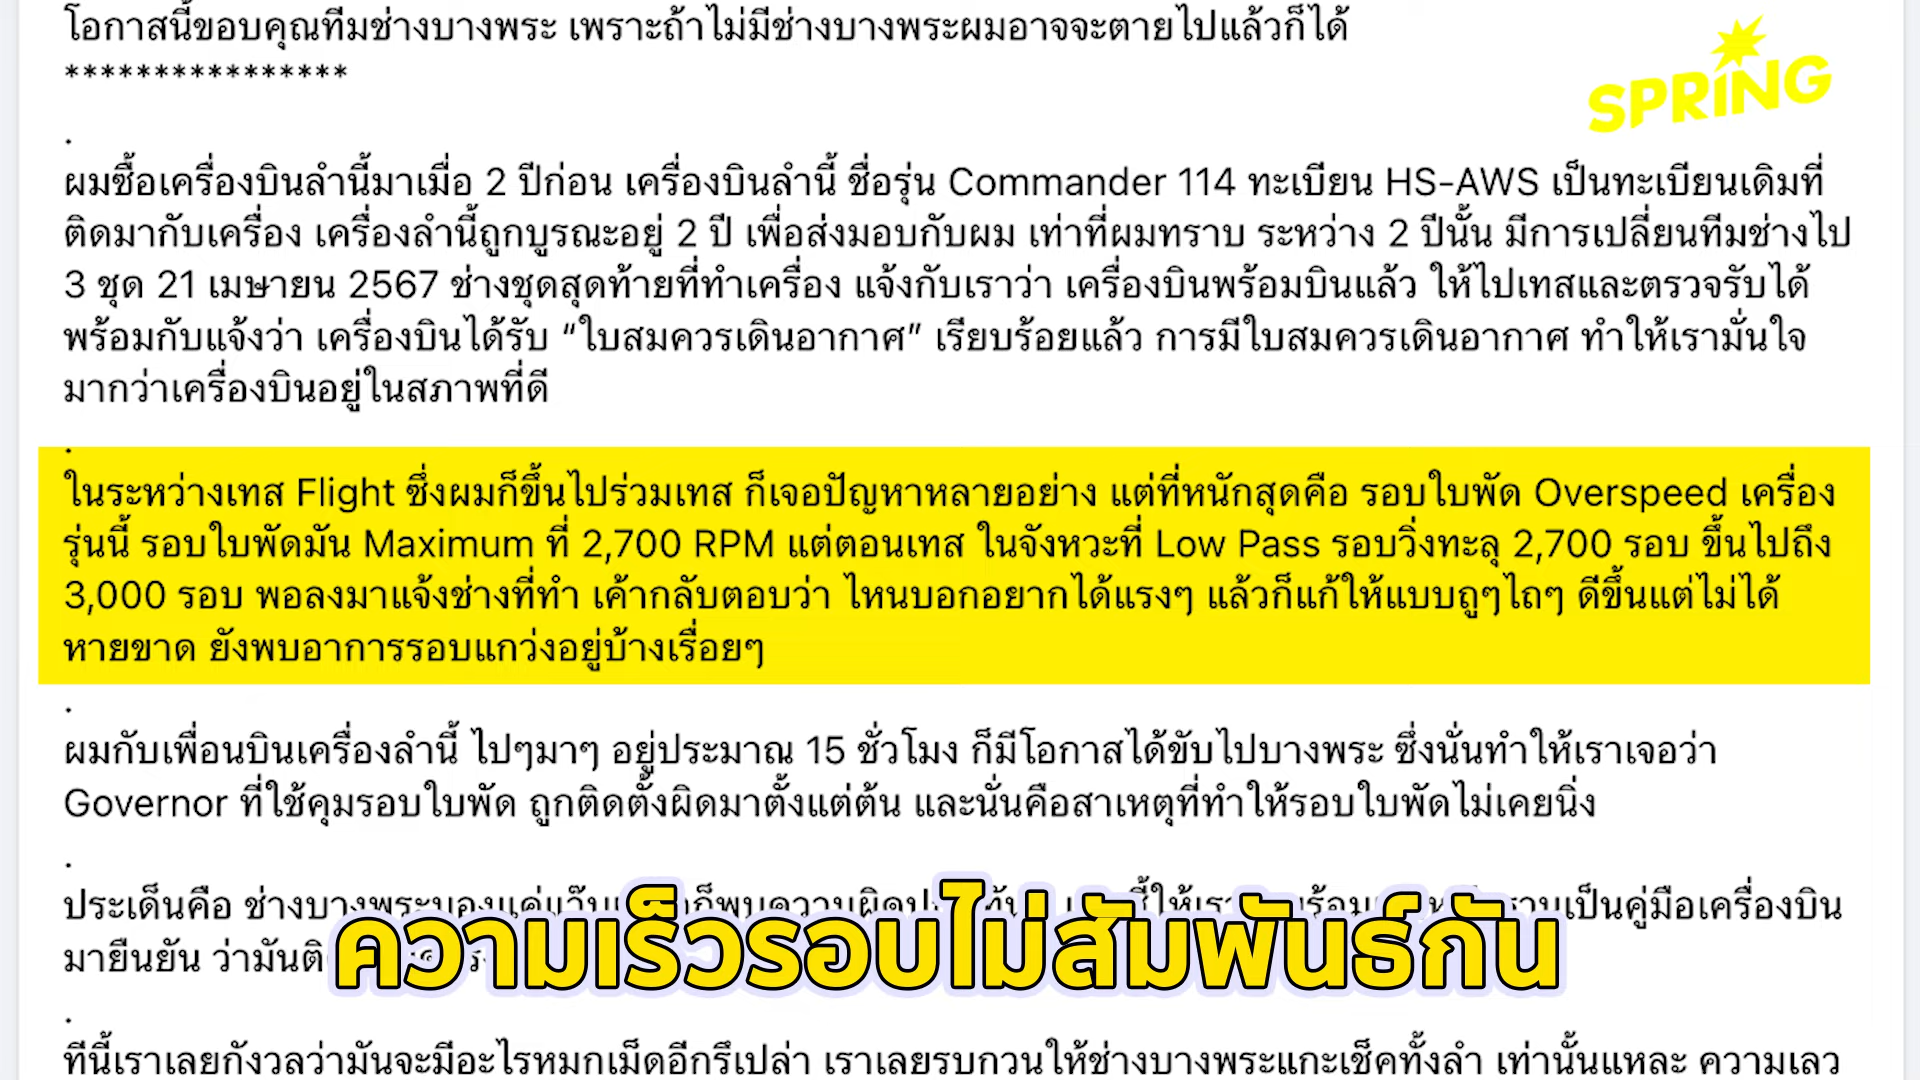 โอกาสนี้ขอบคุณทีมช่างบางพระ เพราะถ้าไม่มีช่างบางพระผมอาจจะตายไปแล้วก็ได้
****************
SPRiNG
.
ผมซื้อเครื่องบินลำนี้มาเมื่อ 2 ปีก่อน เครื่องบินลำนี้ ชื่อรุ่น Commander 114 ทะเบียน HS-AWS เป็นทะเบียนเดิมที่
ติดมากับเครื่อง เครื่องลำนี้ถูกบูรณะอยู่ 2 ปี เพื่อส่งมอบกับผม เท่าที่ผมทราบ ระหว่าง 2 ปีนั้น มีการเปลี่ยนทีมช่างไป
3 ชุด 21 เมษายน 2567 ช่างชุดสุดท้ายที่ทำเครื่อง แจ้งกับเราว่า เครื่องบินพร้อมบินแล้ว ให้ไปเทสและตรวจรับได้
พร้อมกับแจ้งว่า เครื่องบินได้รับ “ใบสมควรเดินอากาศ” เรียบร้อยแล้ว การมีใบสมควรเดินอากาศ ทำให้เรามั่นใจ
มากว่าเครื่องบินอยู่ในสภาพที่ดี
.
ในระหว่างเทส Flight ซึ่งผมก็ขึ้นไปร่วมเทส ก็เจอปัญหาหลายอย่าง แต่ที่หนักสุดคือ รอบใบพัด Overspeed เครื่อง
รุ่นนี้ รอบใบพัดมัน Maximum ที่ 2,700 RPM แต่ตอนเทส ในจังหวะที่ Low Pass รอบวิ่งทะลุ 2,700 รอบ ขึ้นไปถึง
3,000 รอบ พอลงมาแจ้งช่างที่ทำ เค้ากลับตอบว่า ไหนบอกอยากได้แรงๆ แล้วก็แก้ให้แบบถูๆไถๆ ดีขึ้นแต่ไม่ได้
หายขาด ยังพบอาการรอบแกว่งอยู่บ้างเรื่อยๆ
.
ผมกับเพื่อนบินเครื่องลำนี้ ไปๆมาๆ อยู่ประมาณ 15 ชั่วโมง ก็มีโอกาสได้ขับไปบางพระ ซึ่งนั่นทำให้เราเจอว่า
Governor ที่ใช้คุมรอบใบพัด ถูกติดตั้งผิดมาตั้งแต่ต้น และนั่นคือสาเหตุที่ทำให้รอบใบพัดไม่เคยนิ่ง
.
ประเด็นคือ ช่างบางพระมองแค่แว๊บ เป็นคู่มือเครื่องบิน
มายืนยัน ว่ามัน
ความเร็วรอบไม่สัมพันธ์กัน
.
ทีนี้เราเลยกังวลว่ามันจะมีอะไรหมกเม็ดอีกรึเปล่า เราเลยรบกวนให้ช่างบางพระแกะเช็คทั้งลำ เท่านั้นแหละ ความเลว